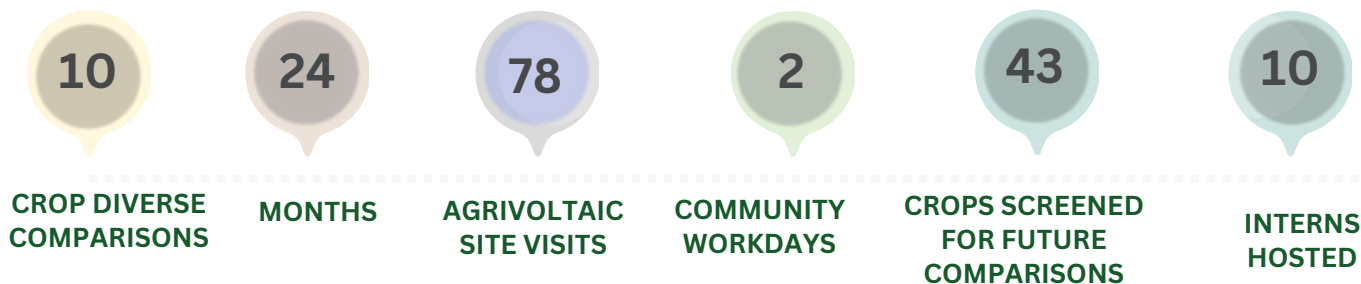 10
CROP DIVERSE
COMPARISONS
24
MONTHS
78
AGRIVOLTAIC
SITE VISITS
2
COMMUNITY
WORKDAYS
43
CROPS SCREENED
FOR FUTURE
COMPARISONS
10
INTERNS
HOSTED